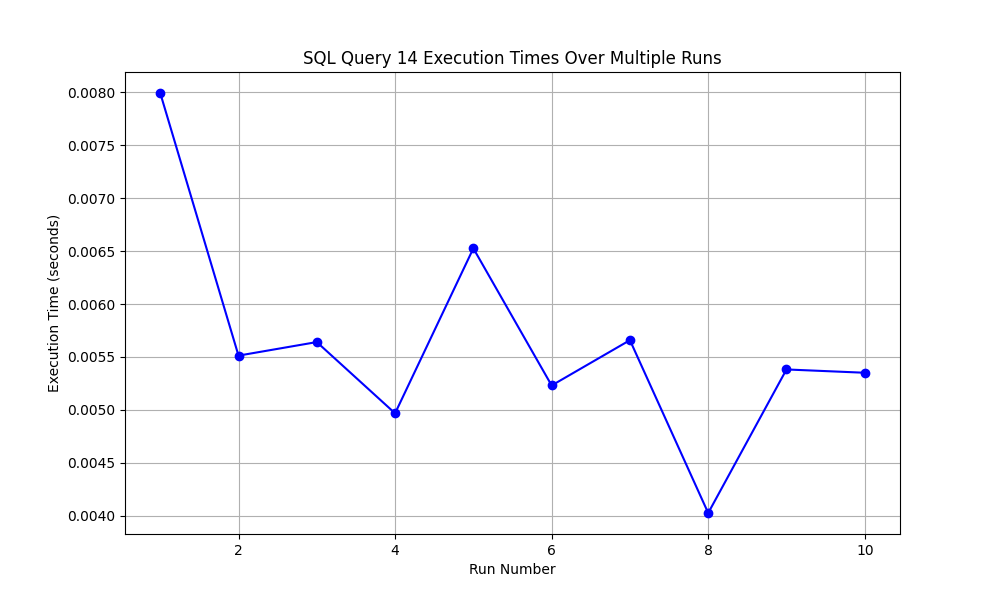 SQL Query 14 Execution Times Over Multiple Runs
Execution Time (seconds)
0.0080
0.0075
0.0070
0.0065
0.0060
0.0055
0.0050
0.0045
0.0040
2 4 6 8 10
Run Number